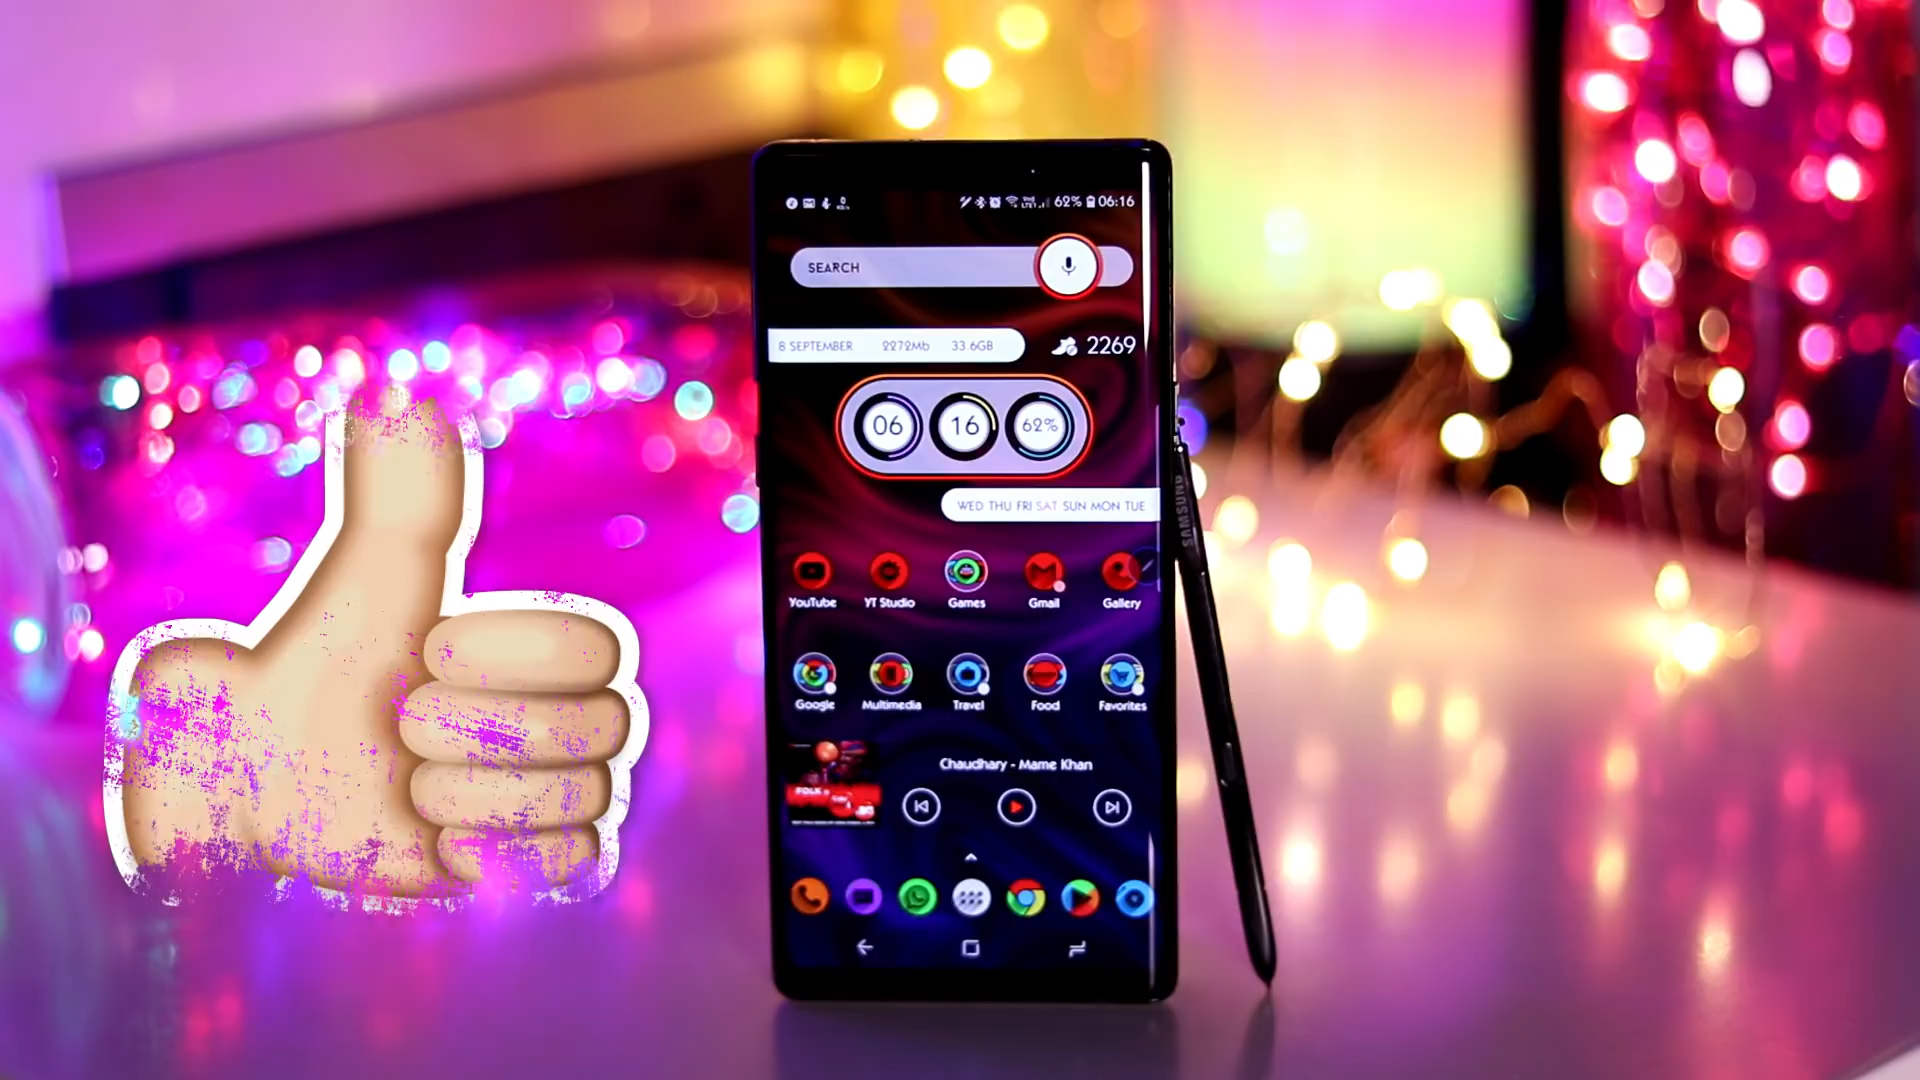 62% 06:16
SEARCH
8 SEPTEMBER 2272Mb 33 6GB
2269
06 16 62%
WED THU FRI SAT SUN MON TUE
SAMSUNG
YouTube YT Studio Games Gmail Gallery
Google Multimedia Travel Food Favorites
Chaudhary - Mame Khan
FOLK